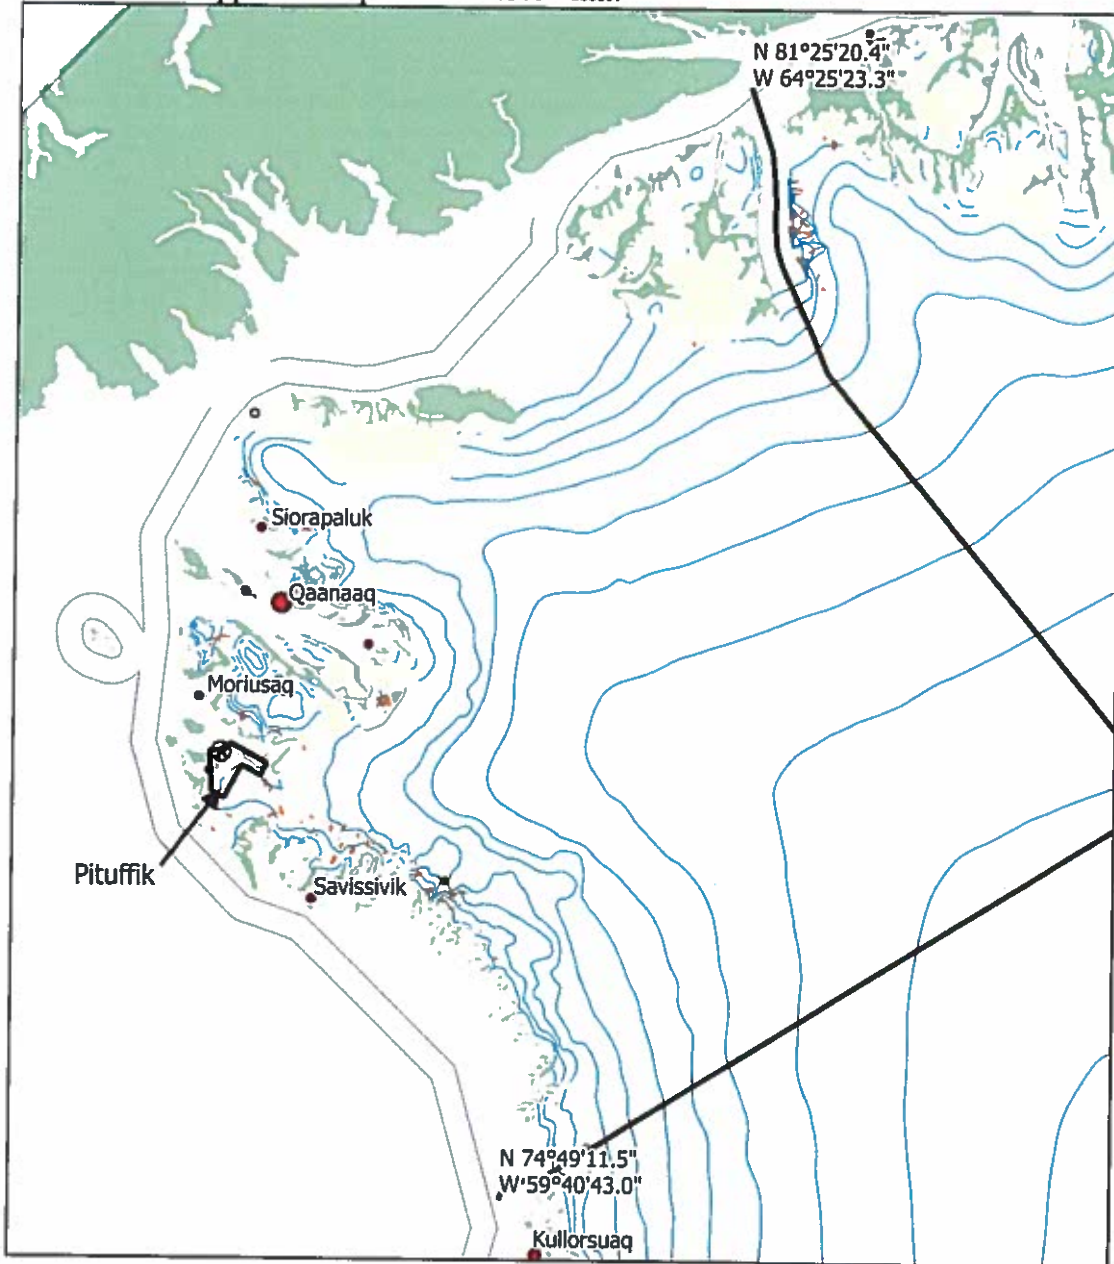 N 81°25'20.4"
W 64°25'23.3"
Siorapaluk
Qaanaaq
Moriusaq
Pituffik
Savissivik
N 74°49'11.5"
W 59°40'43.0"
Kullorsuaq